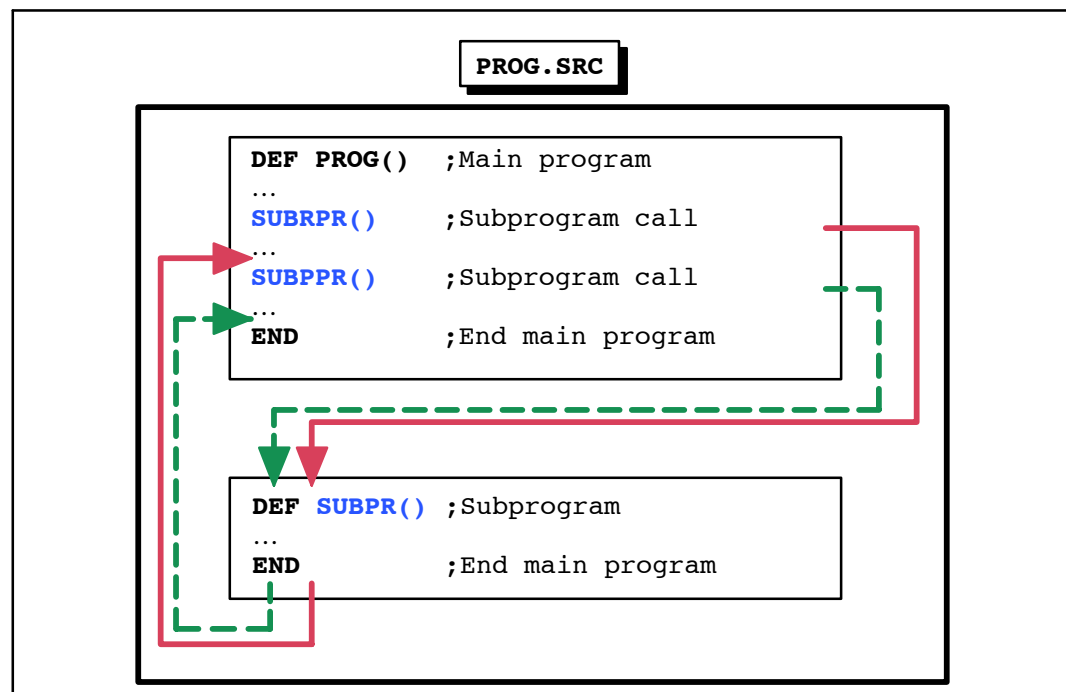 PROG.SRC
DEF PROG() ;Main program
...
SUBRPR() ;Subprogram call
...
SUBPPR() ;Subprogram call
...
END ;End main program
DEF SUBPR() ;Subprogram
...
END ;End main program